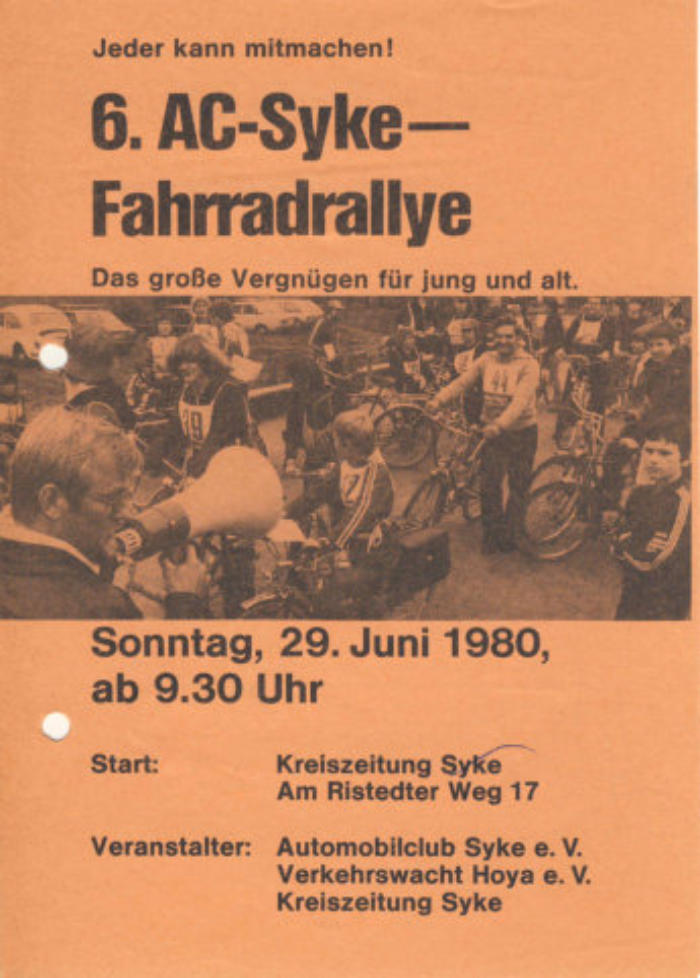 Jeder kann mitmachen!
6. AC-Syke—
Fahrradrallye
Das große Vergnügen für jung und alt.
Sonntag, 29. Juni 1980,
ab 9.30 Uhr
Start: Kreiszeitung Syke
Am Ristedter Weg 17
Veranstalter: Automobilclub Syke e. V.
Verkehrswacht Hoya e. V.
Kreiszeitung Syke